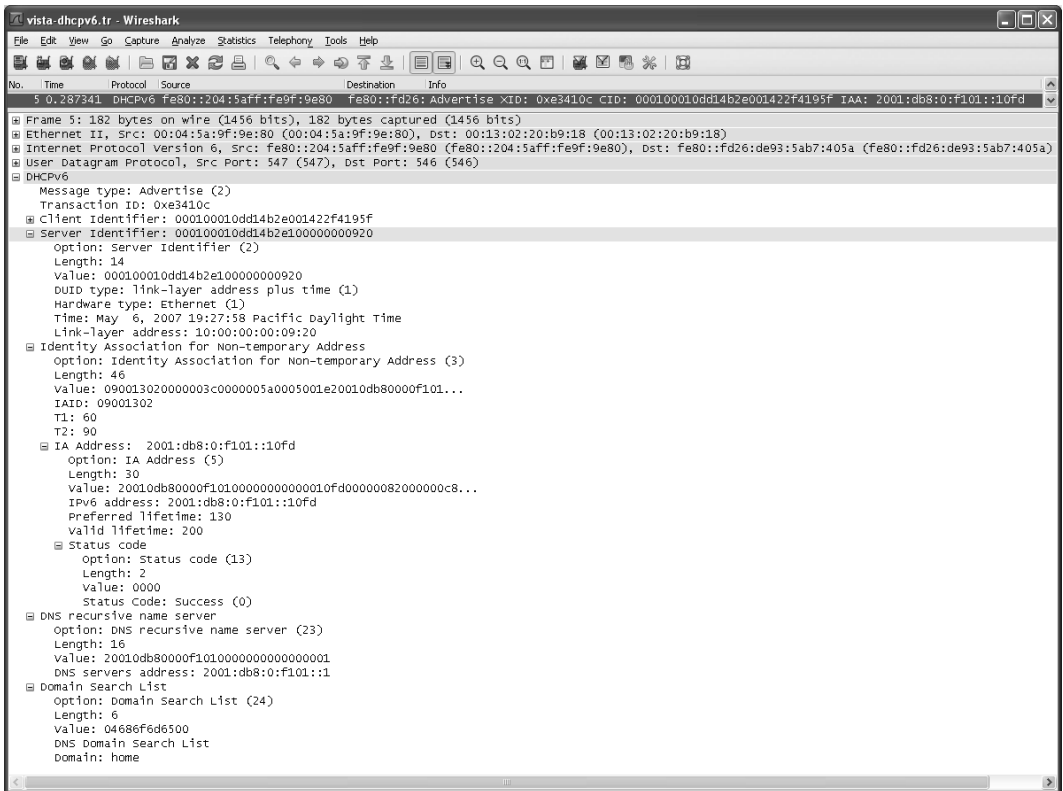 vista-dhcpv6.tr - Wireshark
File Edit View Go Capture Analyze Statistics Telephony Tools Help
No. Time Protocol Source Destination Info
5 0.287341 DHCPv6 fe80::204:5aff:fe9f:9e80 fe80::fd26: Advertise XID: 0xe3410c CID: 000100010dd14b2e001422f4195f IAA: 2001:db8:0:f101::10fd
Frame 5: 182 bytes on wire (1456 bits), 182 bytes captured (1456 bits)
Ethernet II, Src: 00:04:5a:9f:9e:80 (00:04:5a:9f:9e:80), Dst: 00:13:02:20:b9:18 (00:13:02:20:b9:18)
Internet Protocol Version 6, Src: fe80::204:5aff:fe9f:9e80 (fe80::204:5aff:fe9f:9e80), Dst: fe80::fd26:de93:5ab7:405a (fe80::fd26:de93:5ab7:405a)
User Datagram Protocol, Src Port: 547 (547), Dst Port: 546 (546)
DHCPv6
Message type: Advertise (2)
Transaction ID: 0xe3410c
Client Identifier: 000100010dd14b2e001422f4195f
Server Identifier: 000100010dd14b2e100000000920
Option: Server Identifier (2)
Length: 14
Value: 000100010dd14b2e100000000920
DUID type: link-layer address plus time (1)
Hardware type: Ethernet (1)
Time: May 6, 2007 19:27:58 Pacific Daylight Time
Link-layer address: 10:00:00:00:09:20
Identity Association for Non-temporary Address
Option: Identity Association for Non-temporary Address (3)
Length: 46
Value: 090013020000003c0000005a0005001e20010db80000f101...
IAID: 09001302
T1: 60
T2: 90
IA Address: 2001:db8:0:f101::10fd
Option: IA Address (5)
Length: 30
Value: 20010db80000f10100000000000010fd00000082000000c8...
IPv6 address: 2001:db8:0:f101::10fd
Preferred lifetime: 130
Valid lifetime: 200
Status code
Option: Status code (13)
Length: 2
Value: 0000
Status Code: Success (0)
DNS recursive name server
Option: DNS recursive name server (23)
Length: 16
Value: 20010db80000f1010000000000000001
DNS servers address: 2001:db8:0:f101::1
Domain Search List
Option: Domain Search List (24)
Length: 6
Value: 04686f6d6500
DNS Domain Search List
Domain: home